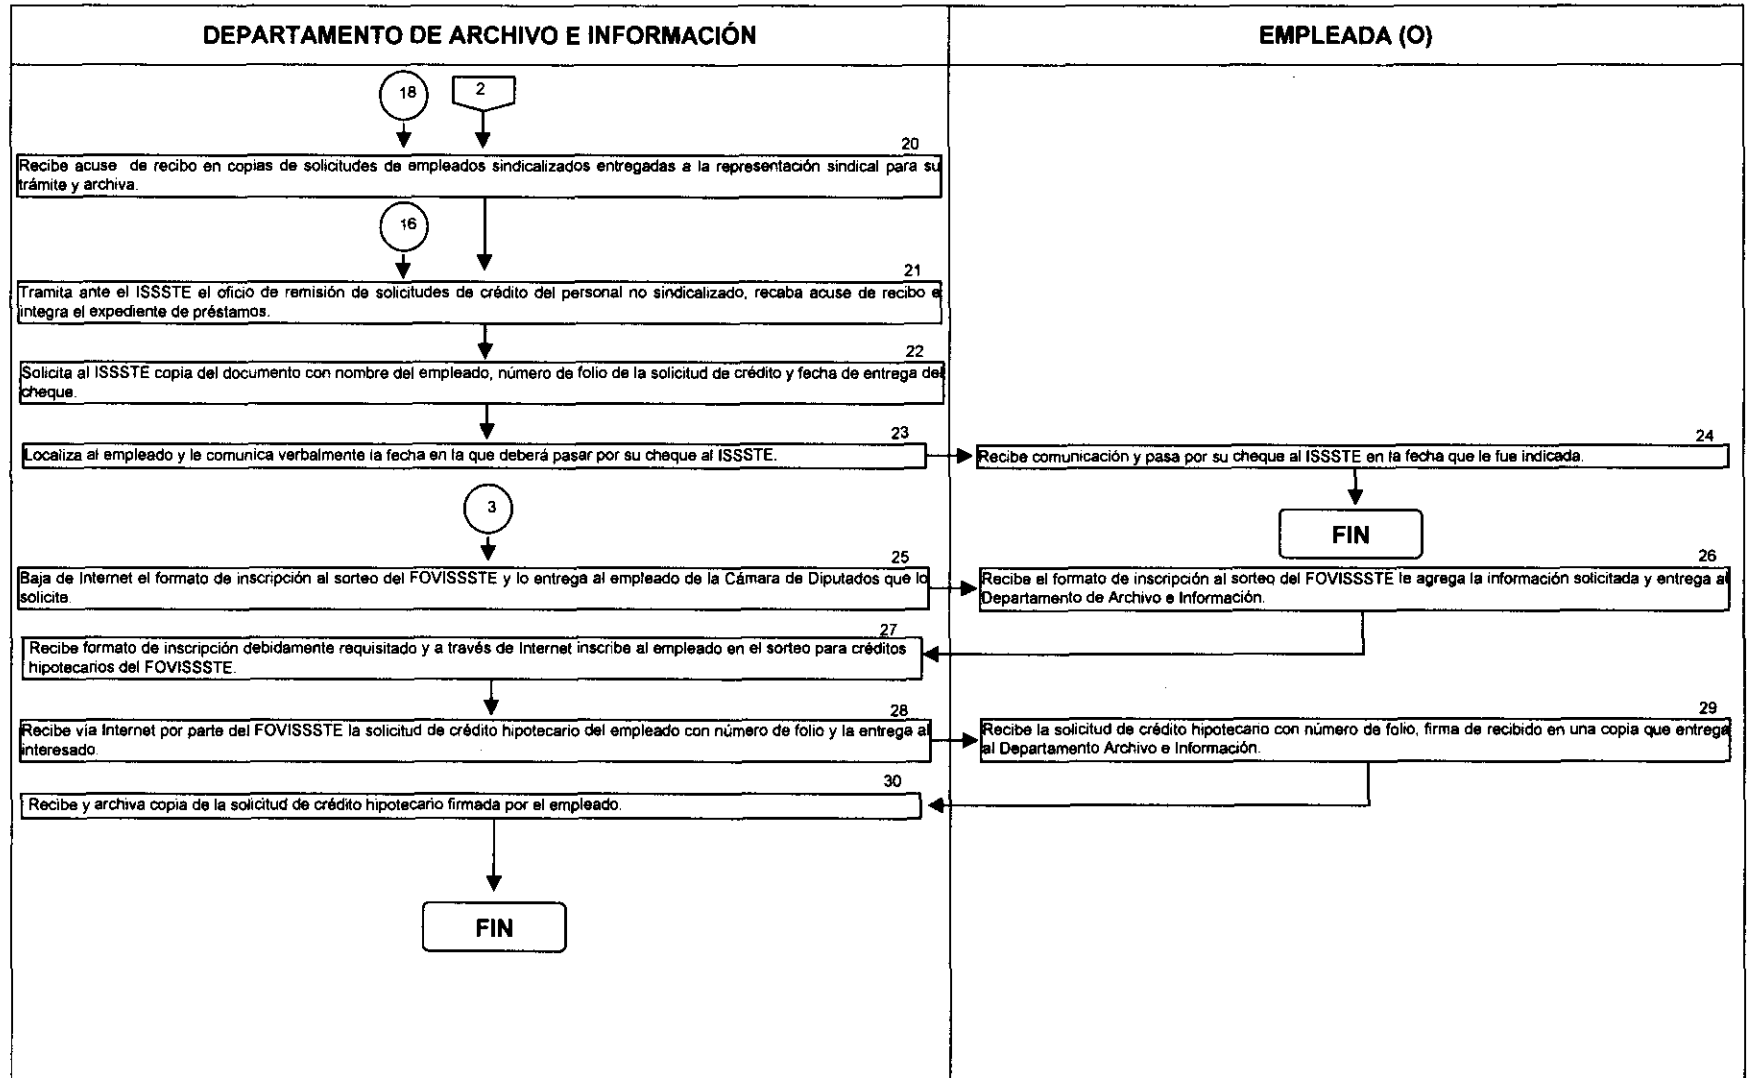 DEPARTAMENTO DE ARCHIVO E INFORMACIÓN
EMPLEADA (O)
18
2
20
Recibe acuse de recibo en copias de solicitudes de empleados sindicalizados entregadas a la representación sindical para su
trámite y archiva.
16
21
Tramita ante el ISSSTE el oficio de remisión de solicitudes de crédito del personal no sindicalizado, recaba acuse de recibo e
integra el expediente de préstamos.
22
Solicita al ISSSTE copia del documento con nombre del empleado, número de folio de la solicitud de crédito y fecha de entrega del
cheque.
23
Localiza al empleado y le comunica verbalmente la fecha en la que deberá pasar por su cheque al ISSSTE.
24
Recibe comunicación y pasa por su cheque al ISSSTE en la fecha que le fue indicada.
3
FIN
25
Baja de Internet el formato de inscripción al sorteo del FOVISSSTE y lo entrega al empleado de la Cámara de Diputados que lo
solicite.
26
Recibe el formato de inscripción al sorteo del FOVISSSTE le agrega la información solicitada y entrega al
Departamento de Archivo e Información.
27
Recibe formato de inscripción debidamente requisitado y a través de Internet inscribe al empleado en el sorteo para créditos
hipotecarios del FOVISSSTE.
28
Recibe vía Internet por parte del FOVISSSTE la solicitud de crédito hipotecario del empleado con número de folio y la entrega al
interesado.
29
Recibe la solicitud de crédito hipotecario con número de folio, firma de recibido en una copia que entrega
al Departamento Archivo e Información.
30
Recibe y archiva copia de la solicitud de crédito hipotecario firmada por el empleado.
FIN